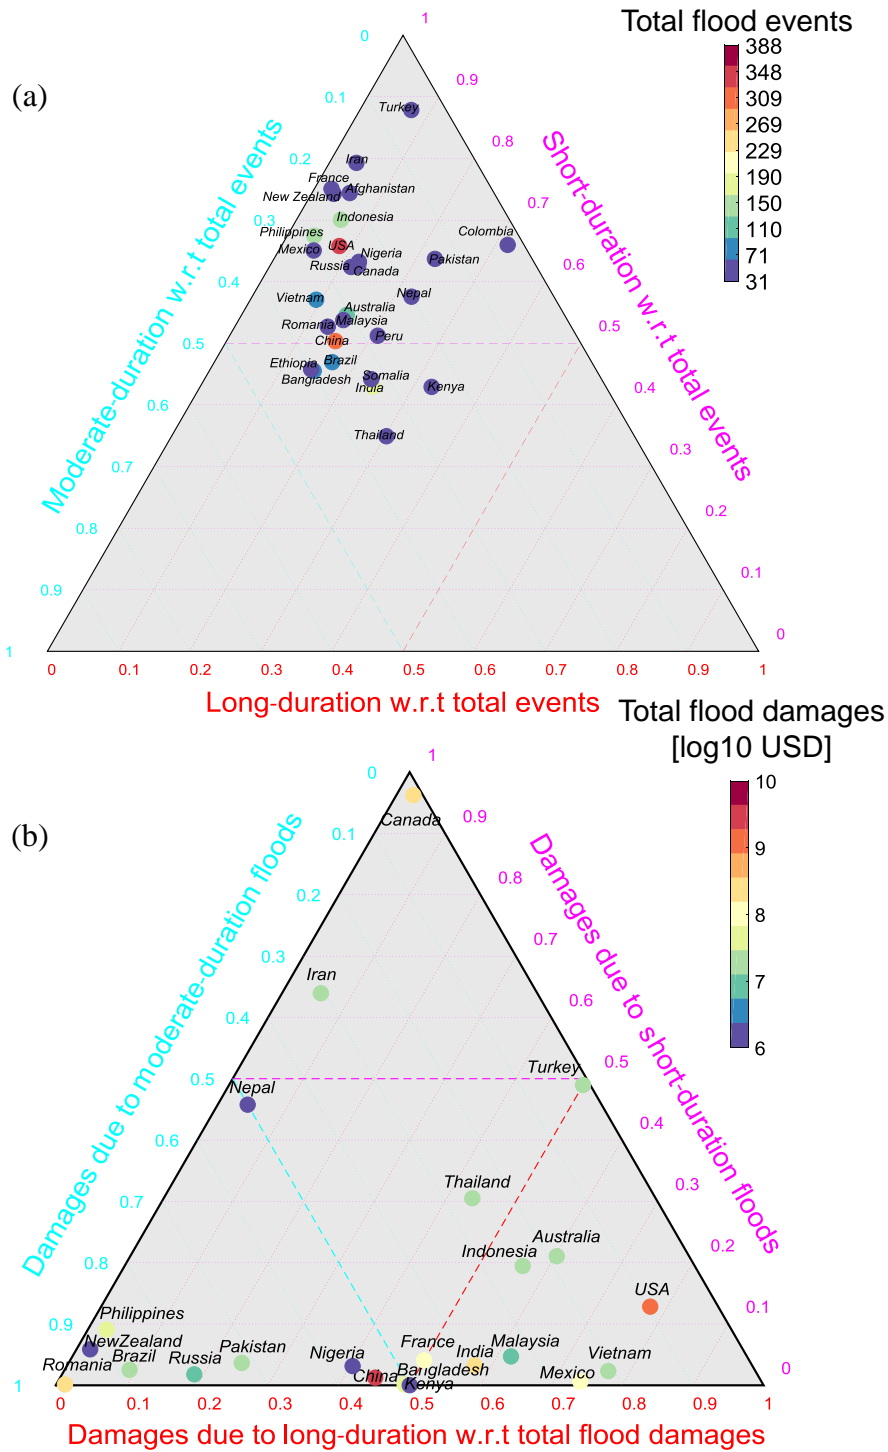 Total flood events
(a)
388
348
309
269
229
190
150
110
71
31
Moderate-duration w.r.t total events
0
0.1
0.2
0.3
0.4
0.5
0.6
0.7
0.8
0.9
1
Short-duration w.r.t total events
1
0.9
0.8
0.7
0.6
0.5
0.4
0.3
0.2
0.1
0
Turkey
Iran
France
Afghanistan
New Zealand
Indonesia
Philippines
Colombia
USA
Mexico
Nigeria
Pakistan
Russia
Canada
Vietnam
Nepal
Australia
Malaysia
Romania
Peru
China
Ethiopia
Brazil
Bangladesh
Somalia
India
Kenya
Thailand
0 0.1 0.2 0.3 0.4 0.5 0.6 0.7 0.8 0.9 1
Long-duration w.r.t total events
Total flood damages
[log10 USD]
(b)
10
9
8
7
6
Damages due to moderate-duration floods
0
0.1
0.2
0.3
0.4
0.5
0.6
0.7
0.8
0.9
1
Damages due to short-duration floods
1
0.9
0.8
0.7
0.6
0.5
0.4
0.3
0.2
0.1
0
Canada
Iran
Turkey
Nepal
Thailand
Australia
Indonesia
USA
Philippines
NewZealand
Romania
Brazil
Russia
Pakistan
Nigeria
China
France
Bangladesh
Kenya
India
Malaysia
Mexico
Vietnam
0 0.1 0.2 0.3 0.4 0.5 0.6 0.7 0.8 0.9 1
Damages due to long-duration w.r.t total flood damages